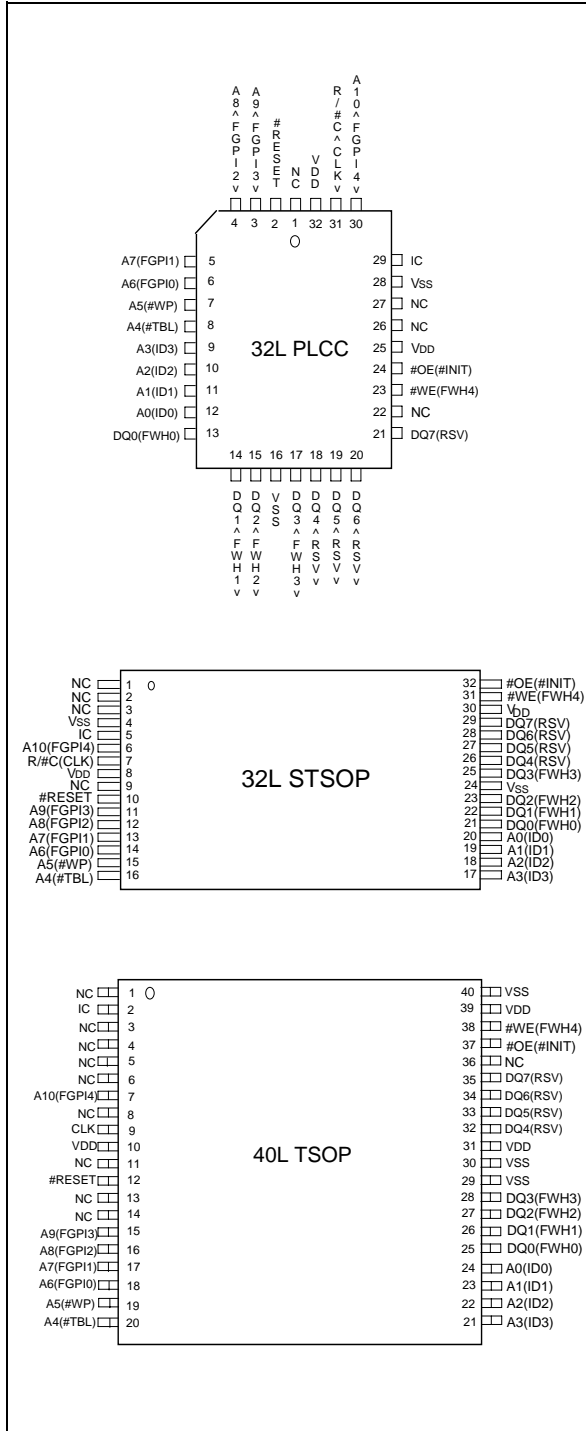 A8^FGPI2v
A9^FGPI3v
#RESET
NC
VDD
R/#C^CLKv
A10^FGPI4v
4 3 2 1 32 31 30
A7(FGPI1) 5
A6(FGPI0) 6
A5(#WP) 7
A4(#TBL) 8
A3(ID3) 9
A2(ID2) 10
A1(ID1) 11
A0(ID0) 12
DQ0(FWH0) 13
32L PLCC
29 IC
28 VSS
27 NC
26 NC
25 VDD
24 #OE(#INIT)
23 #WE(FWH4)
22 NC
21 DQ7(RSV)
14 15 16 17 18 19 20
DQ1^FWH1v
DQ2^FWH2v
VSS
DQ3^FWH3v
DQ4^RSVv
DQ5^RSVv
DQ6^RSVv
NC 1
NC 2
NC 3
VSS 4
IC 5
A10(FGPI4) 6
R/#C(CLK) 7
VDD 8
NC 9
#RESET 10
A9(FGPI3) 11
A8(FGPI2) 12
A7(FGPI1) 13
A6(FGPI0) 14
A5(#WP) 15
A4(#TBL) 16
32L STSOP
32 #OE(#INIT)
31 #WE(FWH4)
30 VDD
29 DQ7(RSV)
28 DQ6(RSV)
27 DQ5(RSV)
26 DQ4(RSV)
25 DQ3(FWH3)
24 VSS
23 DQ2(FWH2)
22 DQ1(FWH1)
21 DQ0(FWH0)
20 A0(ID0)
19 A1(ID1)
18 A2(ID2)
17 A3(ID3)
NC 1
IC 2
NC 3
NC 4
NC 5
NC 6
A10(FGPI4) 7
NC 8
CLK 9
VDD 10
NC 11
#RESET 12
NC 13
NC 14
A9(FGPI3) 15
A8(FGPI2) 16
A7(FGPI1) 17
A6(FGPI0) 18
A5(#WP) 19
A4(#TBL) 20
40L TSOP
40 VSS
39 VDD
38 #WE(FWH4)
37 #OE(#INIT)
36 NC
35 DQ7(RSV)
34 DQ6(RSV)
33 DQ5(RSV)
32 DQ4(RSV)
31 VDD
30 VSS
29 VSS
28 DQ3(FWH3)
27 DQ2(FWH2)
26 DQ1(FWH1)
25 DQ0(FWH0)
24 A0(ID0)
23 A1(ID1)
22 A2(ID2)
21 A3(ID3)